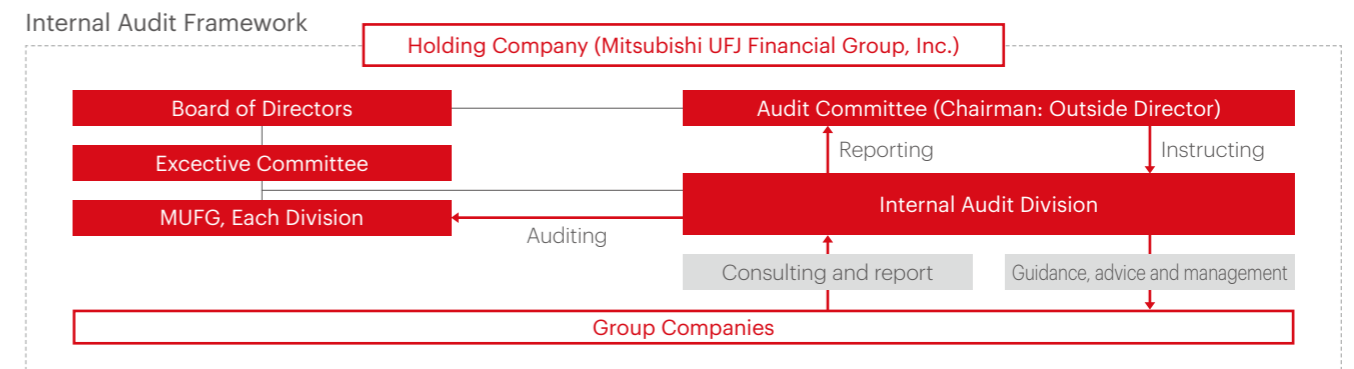 Internal Audit Framework
Holding Company (Mitsubishi UFJ Financial Group, Inc.)
Board of Directors
Audit Committee (Chairman: Outside Director)
Reporting
Instructing
Excective Committee
Internal Audit Division
MUFG, Each Division
Auditing
Consulting and report
Guidance, advice and management
Group Companies